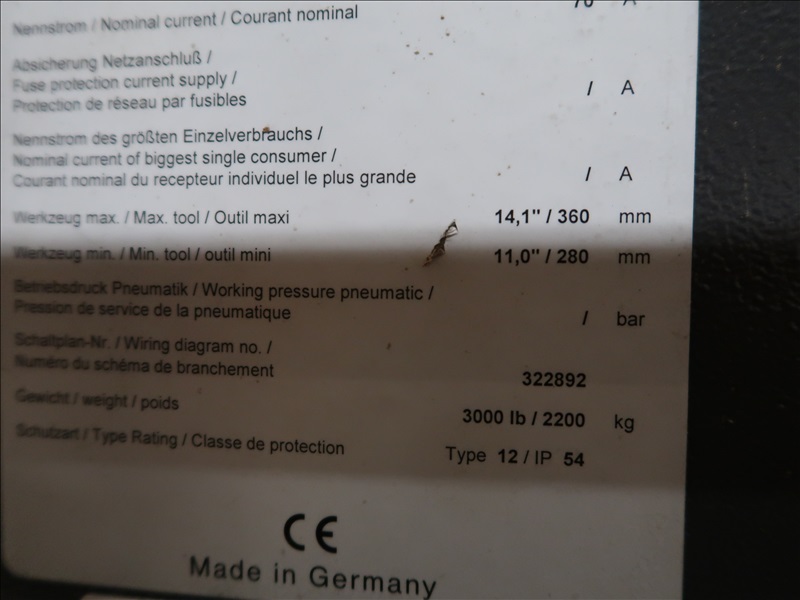 Nennstrom / Nominal current / Courant nominal 70 A
Absicherung Netzanschluß /
Fuse protection current supply /
Protection de réseau par fusibles / A
Nennstrom des größten Einzelverbrauchs /
Nominal current of biggest single consumer /
Courant nominal du recepteur individuel le plus grande / A
Werkzeug max. / Max. tool / Outil maxi 14,1" / 360 mm
Werkzeug min. / Min. tool / outil mini 11,0" / 280 mm
Betriebsdruck Pneumatik / Working pressure pneumatic /
Pression de service de la pneumatique / bar
Schaltplan-Nr. / Wiring diagram no. /
Numéro du schéma de branchement 322892
Gewicht / weight / poids 3000 lb / 2200 kg
Schutzart / Type Rating / Classe de protection Type 12 / IP 54
CE
Made in Germany